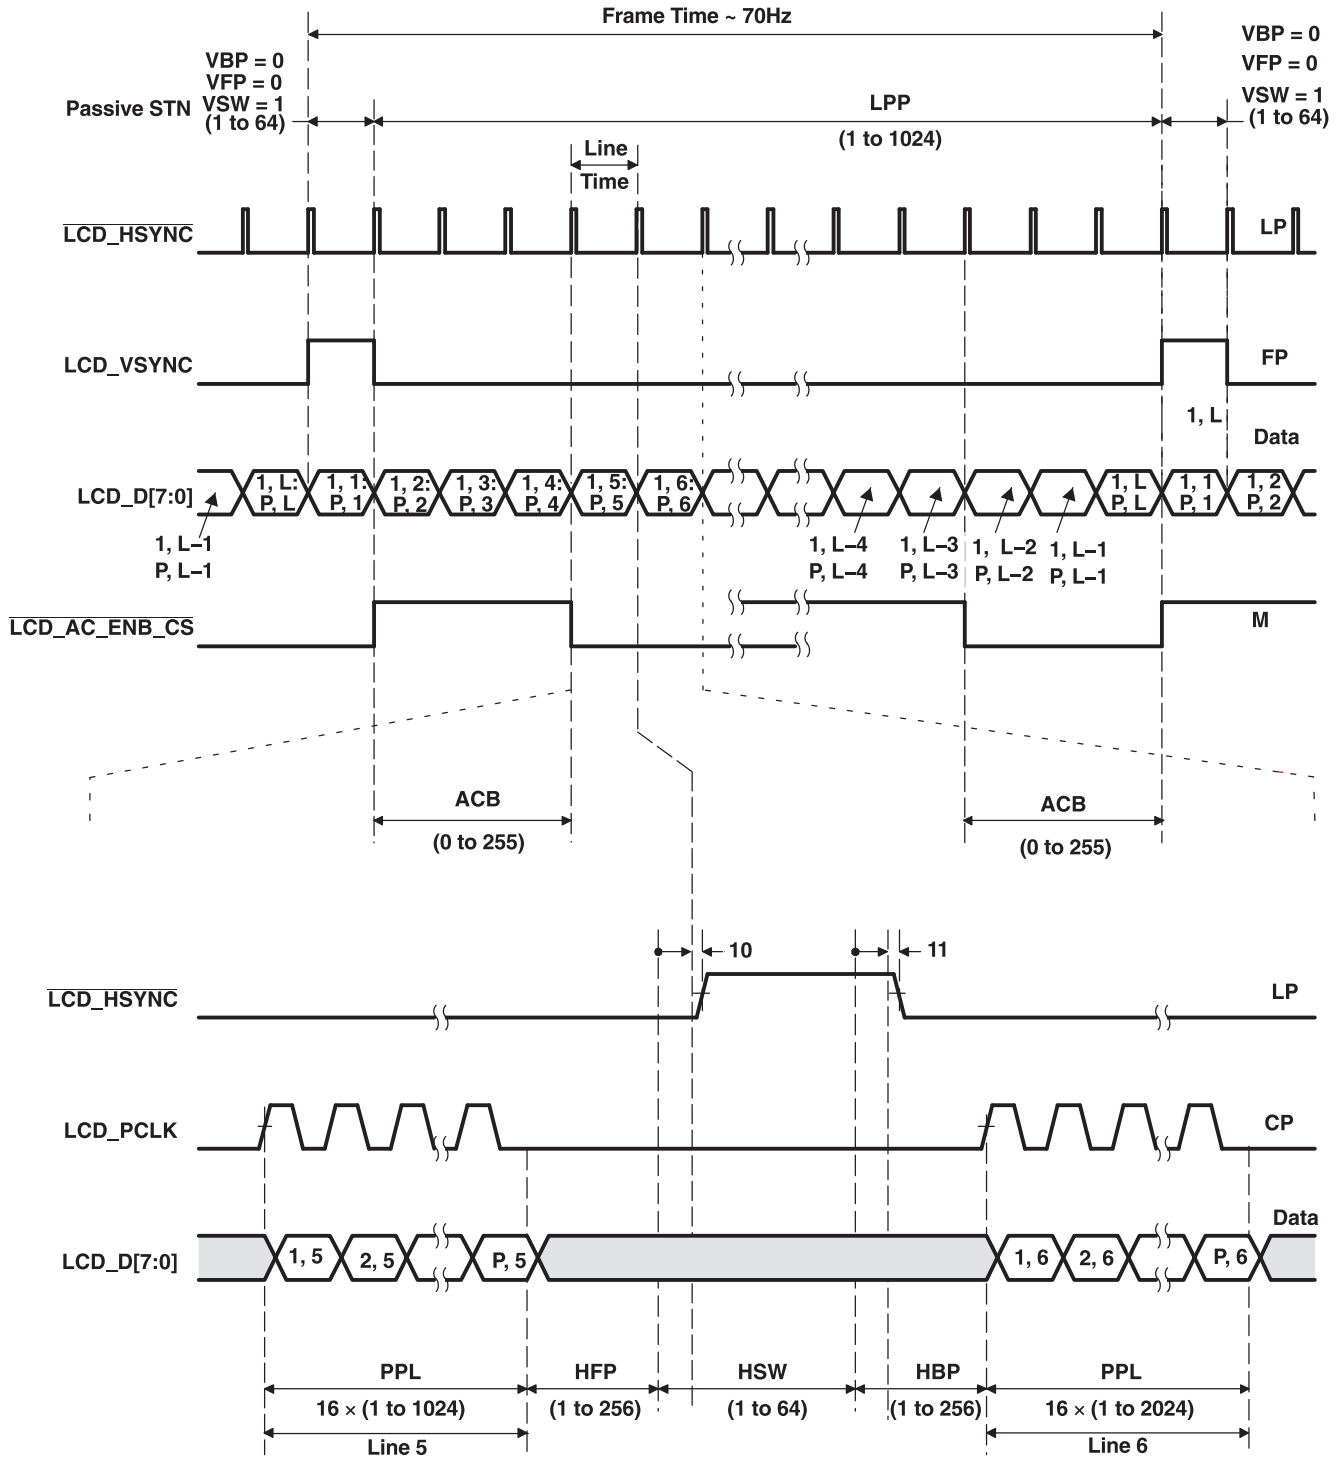 Frame Time ~ 70Hz
VBP = 0
VFP = 0
VSW = 1
(1 to 64)
VBP = 0
VFP = 0
VSW = 1
(1 to 64)
Passive STN
LPP
(1 to 1024)
Line
Time
LCD_HSYNC
LP
LCD_VSYNC
FP
1, L
Data
LCD_D[7:0]
1, L:
P, L
1, 1:
P, 1
1, 2:
P, 2
1, 3:
P, 3
1, 4:
P, 4
1, 5:
P, 5
1, 6:
P, 6
1, L
P, L
1, 1
P, 1
1, 2
P, 2
1, L–1
P, L–1
1, L–4
P, L–4
1, L–3
P, L–3
1, L–2
P, L–2
1, L–1
P, L–1
LCD_AC_ENB_CS
M
ACB
(0 to 255)
ACB
(0 to 255)
10
11
LCD_HSYNC
LP
LCD_PCLK
CP
Data
LCD_D[7:0]
1, 5
2, 5
P, 5
1, 6
2, 6
P, 6
PPL
HFP
HSW
HBP
PPL
16 × (1 to 1024)
(1 to 256)
(1 to 64)
(1 to 256)
16 × (1 to 2024)
Line 5
Line 6